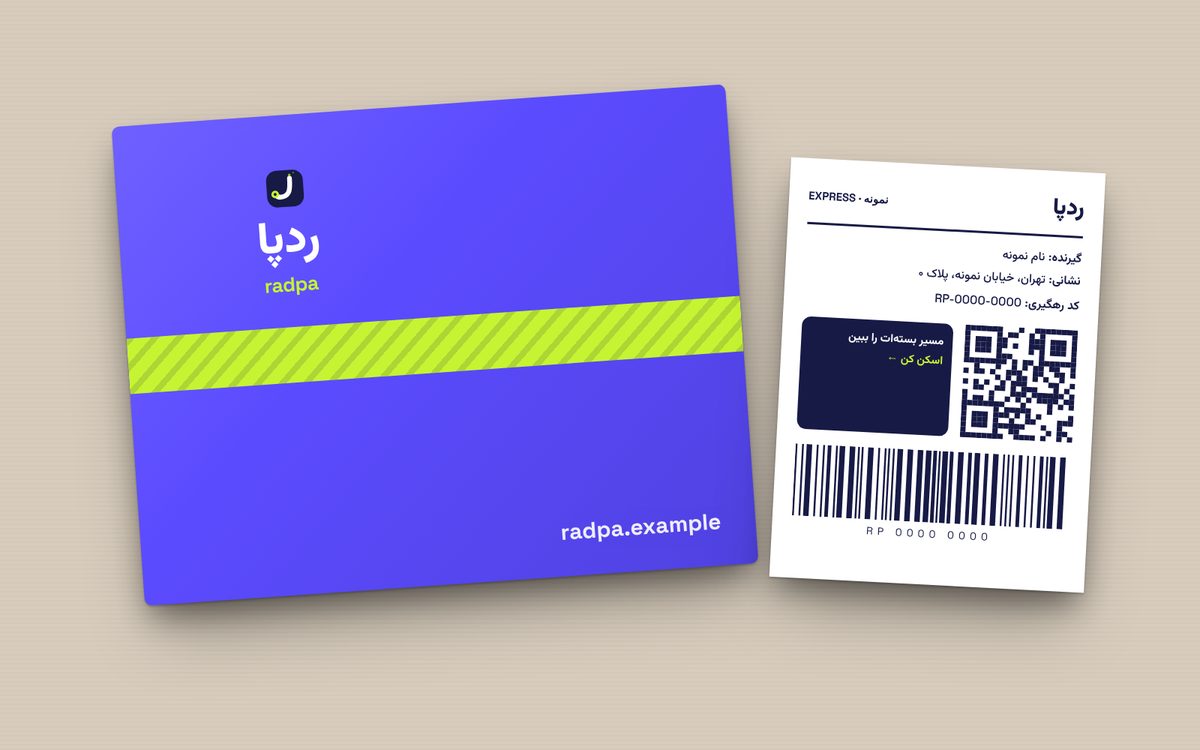 ردپا
radpa
radpa.example
ردپا
نمونه · EXPRESS
گیرنده: نام نمونه
نشانی: تهران، خیابان نمونه، پلاک ۰
کد رهگیری: RP-0000-0000
مسیر بسته‌ات را ببین
اسکن کن ←
RP 0000 0000